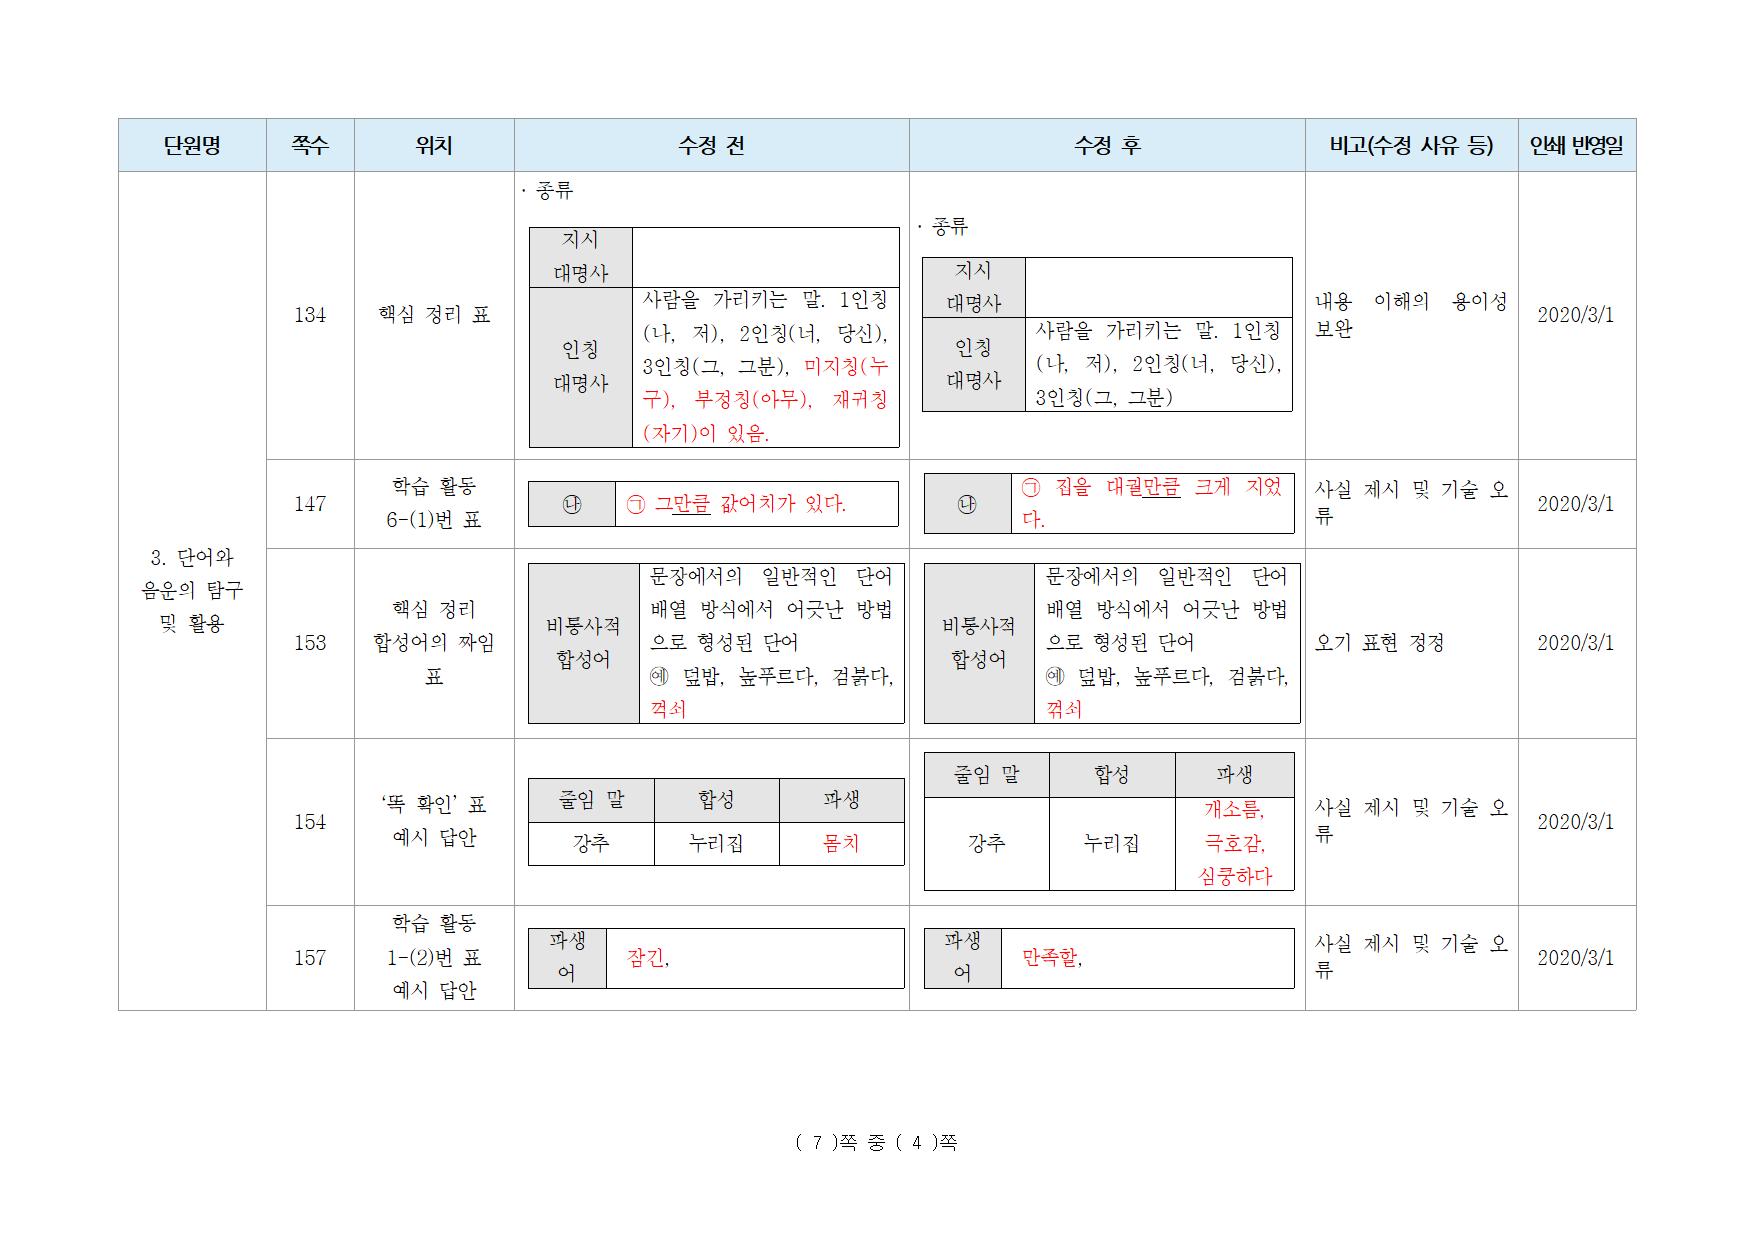 단원명 쪽수 위치 수정 전 수정 후 비고(수정 사유 등) 인쇄 반영일
3. 단어와
음운의 탐구
및 활용
134
핵심 정리 표
· 종류
지시
대명사
인칭
대명사
사람을 가리키는 말. 1인칭
(나, 저), 2인칭(너, 당신),
3인칭(그, 그분), 미지칭(누
구), 부정칭(아무), 재귀칭
(자기)이 있음.
· 종류
지시
대명사
인칭
대명사
사람을 가리키는 말. 1인칭
(나, 저), 2인칭(너, 당신),
3인칭(그, 그분)
내용 이해의 용이성
보완
2020/3/1
147
학습 활동
6-(1)번 표
㉯ ㉠ 그만큼 값어치가 있다.
㉯ ㉠ 집을 대궐만큼 크게 지었
다.
사실 제시 및 기술 오
류
2020/3/1
153
핵심 정리
합성어의 짜임
표
비통사적
합성어
문장에서의 일반적인 단어
배열 방식에서 어긋난 방법
으로 형성된 단어
예 덮밥, 높푸르다, 검붉다,
꺽쇠
비통사적
합성어
문장에서의 일반적인 단어
배열 방식에서 어긋난 방법
으로 형성된 단어
예 덮밥, 높푸르다, 검붉다,
꺾쇠
오기 표현 정정
2020/3/1
154
‘똑 확인’ 표
예시 답안
줄임 말 합성 파생
강추 누리집 몸치
줄임 말 합성 파생
강추 누리집 개소름,
극호감,
심쿵하다
사실 제시 및 기술 오
류
2020/3/1
157
학습 활동
1-(2)번 표
예시 답안
파생
어
잠긴,
파생
어
만족할,
사실 제시 및 기술 오
류
2020/3/1
( 7 )쪽 중 ( 4 )쪽